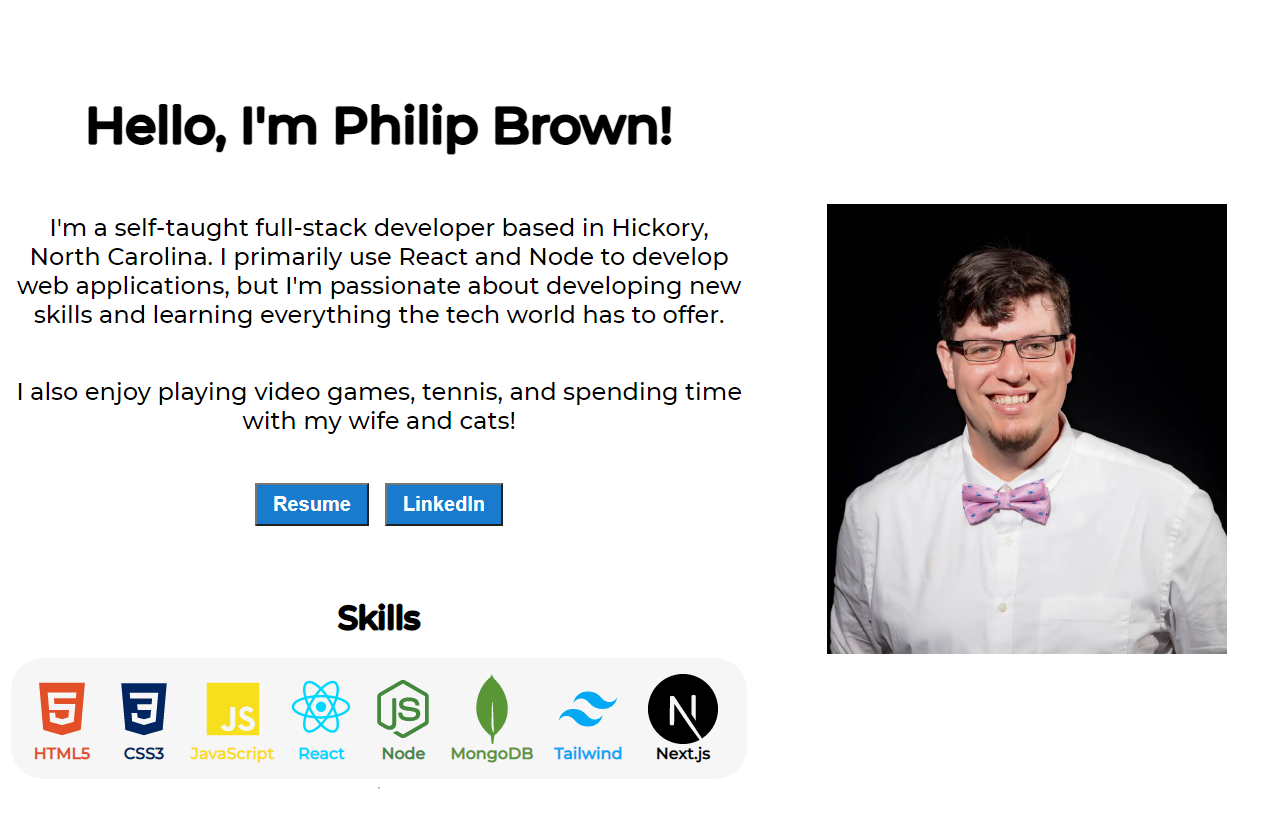 Hello, I'm Philip Brown!
I'm a self-taught full-stack developer based in Hickory,
North Carolina. I primarily use React and Node to develop
web applications, but I'm passionate about developing new
skills and learning everything the tech world has to offer.
I also enjoy playing video games, tennis, and spending time
with my wife and cats!
Resume LinkedIn
Skills
5 3 JS JS N
HTML5 CSS3 JavaScript React Node MongoDB Tailwind Next.js